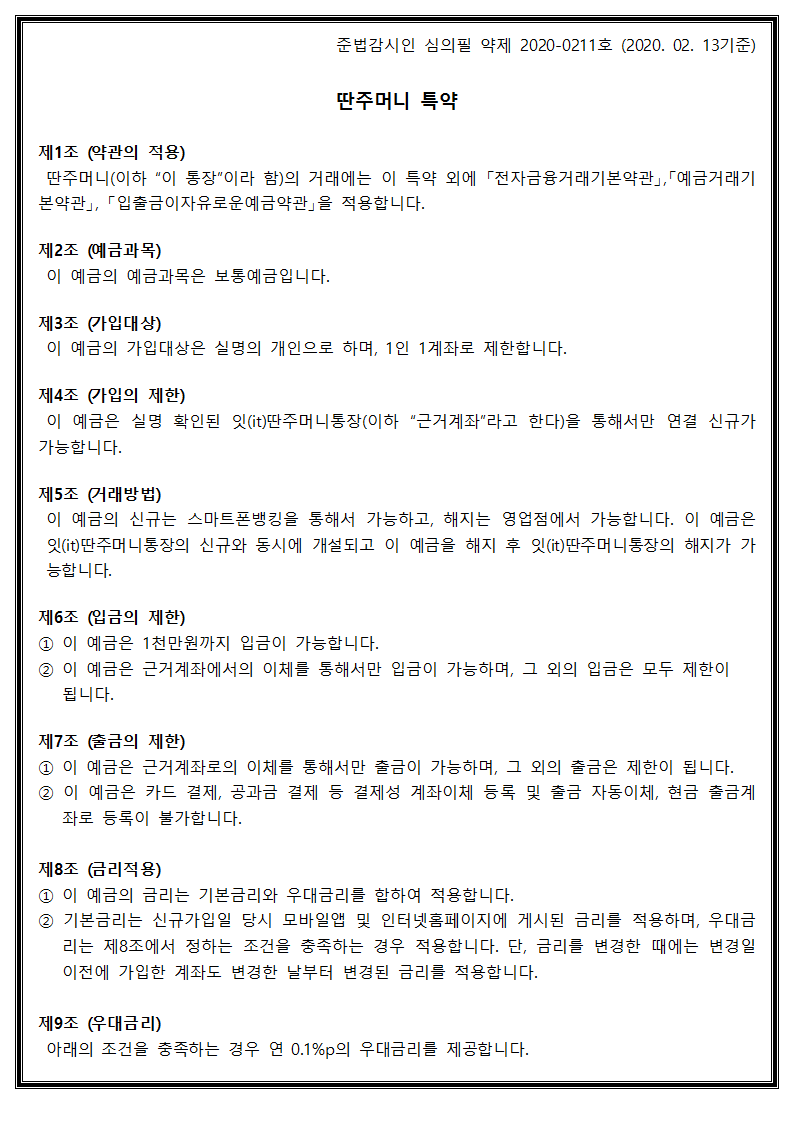 준법감시인 심의필 약제 2020-0211호 (2020. 02. 13기준)
딴주머니 특약
제1조 (약관의 적용)
딴주머니(이하 “이 통장”이라 함)의 거래에는 이 특약 외에 「전자금융거래기본약관」,「예금거래기
본약관」, 「입출금이자유로운예금약관」을 적용합니다.
제2조 (예금과목)
이 예금의 예금과목은 보통예금입니다.
제3조 (가입대상)
이 예금의 가입대상은 실명의 개인으로 하며, 1인 1계좌로 제한합니다.
제4조 (가입의 제한)
이 예금은 실명 확인된 잇(it)딴주머니통장(이하 “근거계좌”라고 한다)을 통해서만 연결 신규가
가능합니다.
제5조 (거래방법)
이 예금의 신규는 스마트폰뱅킹을 통해서 가능하고, 해지는 영업점에서 가능합니다. 이 예금은
잇(it)딴주머니통장의 신규와 동시에 개설되고 이 예금을 해지 후 잇(it)딴주머니통장의 해지가 가
능합니다.
제6조 (입금의 제한)
① 이 예금은 1천만원까지 입금이 가능합니다.
② 이 예금은 근거계좌에서의 이체를 통해서만 입금이 가능하며, 그 외의 입금은 모두 제한이
됩니다.
제7조 (출금의 제한)
① 이 예금은 근거계좌로의 이체를 통해서만 출금이 가능하며, 그 외의 출금은 제한이 됩니다.
② 이 예금은 카드 결제, 공과금 결제 등 결제성 계좌이체 등록 및 출금 자동이체, 현금 출금계
좌로 등록이 불가합니다.
제8조 (금리적용)
① 이 예금의 금리는 기본금리와 우대금리를 합하여 적용합니다.
② 기본금리는 신규가입일 당시 모바일앱 및 인터넷홈페이지에 게시된 금리를 적용하며, 우대금
리는 제8조에서 정하는 조건을 충족하는 경우 적용합니다. 단, 금리를 변경한 때에는 변경일
이전에 가입한 계좌도 변경한 날부터 변경된 금리를 적용합니다.
제9조 (우대금리)
아래의 조건을 충족하는 경우 연 0.1%p의 우대금리를 제공합니다.